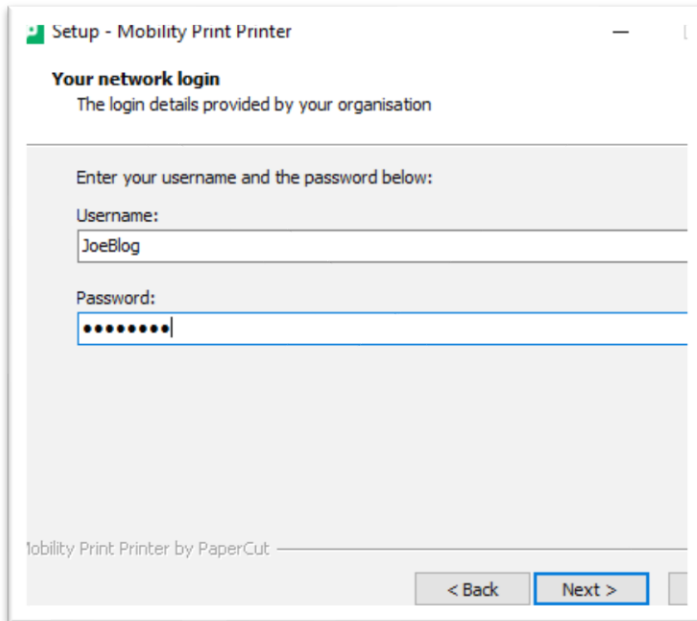 Setup - Mobility Print Printer
Your network login
The login details provided by your organisation
Enter your username and the password below:
Username:
JoeBlog
Password:
••••••••
Mobility Print Printer by PaperCut
< Back
Next >